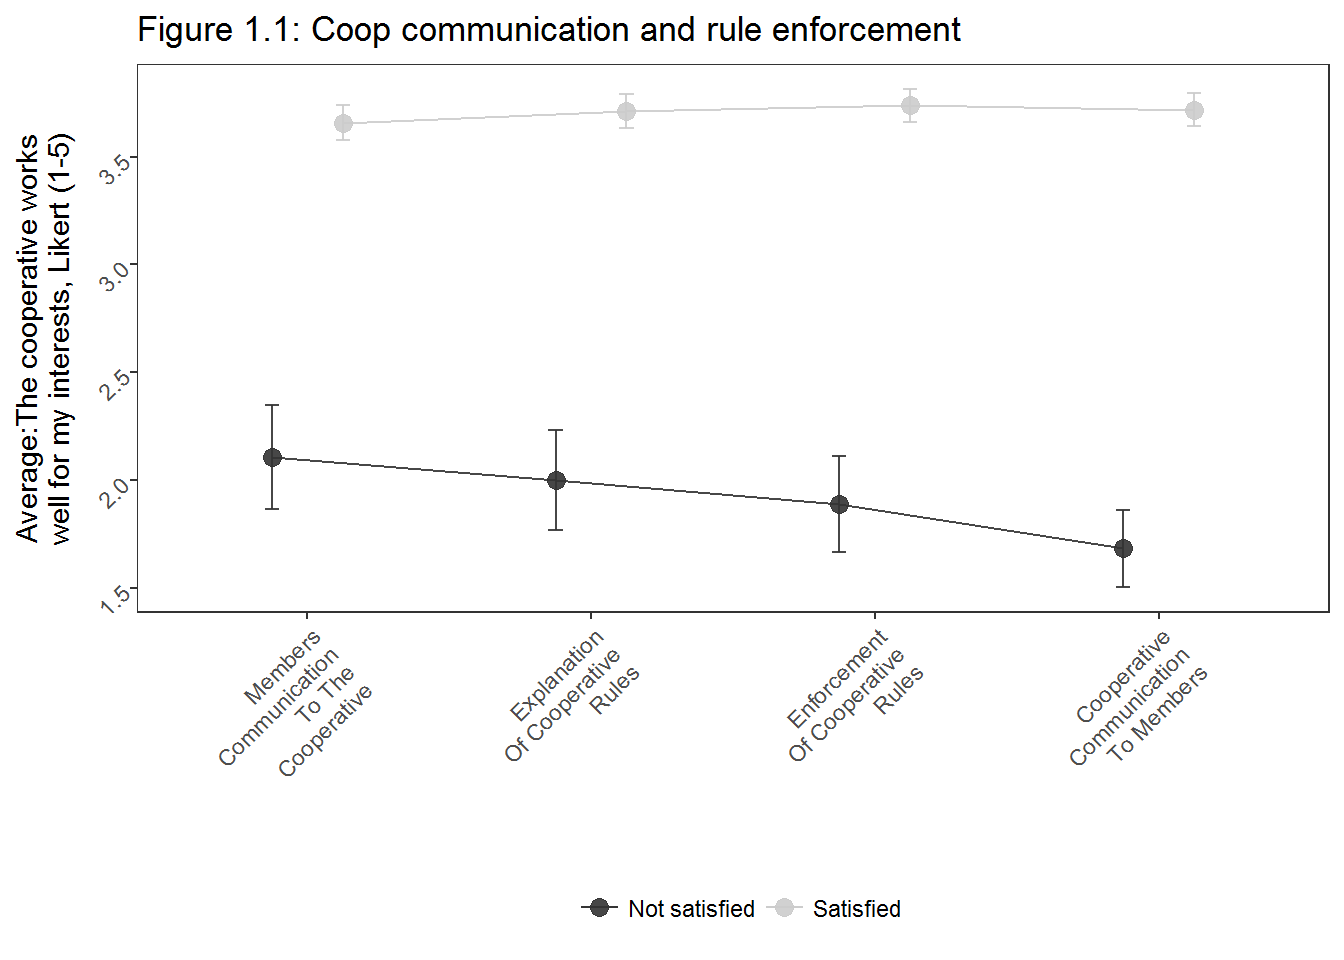 Figure 1.1: Coop communication and rule enforcement
Average:The cooperative works
well for my interests, Likert (1-5)
3.5
3.0
2.5
2.0
1.5
Members
Communication
To The
Cooperative
Explanation
Of Cooperative
Rules
Enforcement
Of Cooperative
Rules
Cooperative
Communication
To Members
Not satisfied
Satisfied